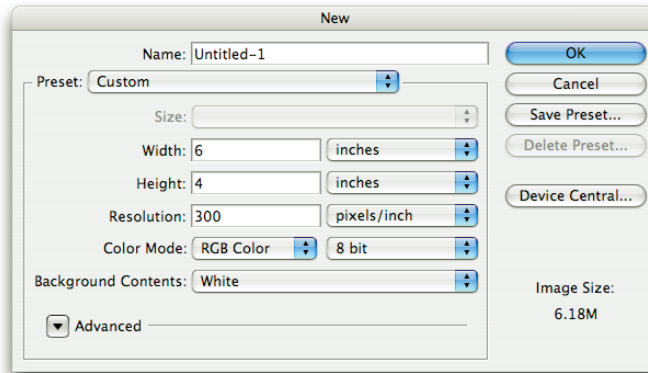 New
Name: Untitled-1
OK
Preset: Custom
Cancel
Size:
Save Preset...
Width: 6 inches
Delete Preset...
Height: 4 inches
Device Central...
Resolution: 300 pixels/inch
Color Mode: RGB Color 8 bit
Background Contents: White
Image Size:
6.18M
Advanced